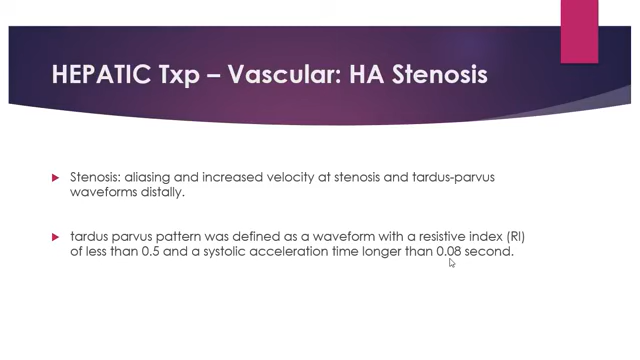 HEPATIC Txp – Vascular: HA Stenosis
Stenosis: aliasing and increased velocity at stenosis and tardus-parvus
waveforms distally.
tardus parvus pattern was defined as a waveform with a resistive index (RI)
of less than 0.5 and a systolic acceleration time longer than 0.08 second.